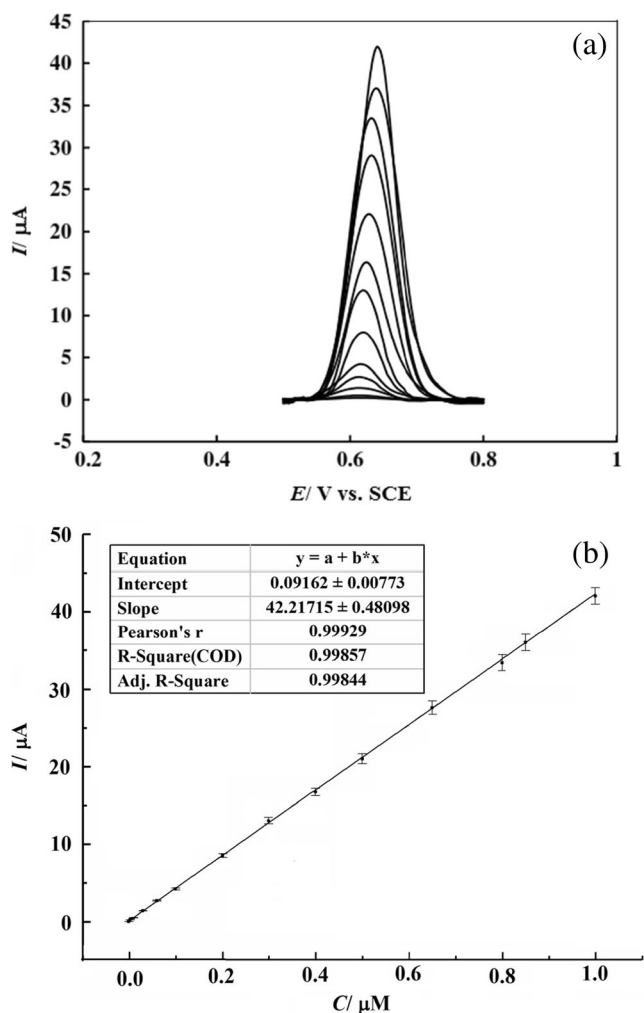 (a)
45
40
35
30
25
20
15
10
5
0
-5
I/ μA
0.2 0.4 0.6 0.8 1
E/ V vs. SCE
(b)
50
40
30
20
10
0
I/ μA
Equation y = a + b*x
Intercept 0.09162 ± 0.00773
Slope 42.21715 ± 0.48098
Pearson's r 0.99929
R-Square(COD) 0.99857
Adj. R-Square 0.99844
0.0 0.2 0.4 0.6 0.8 1.0
C/ μM